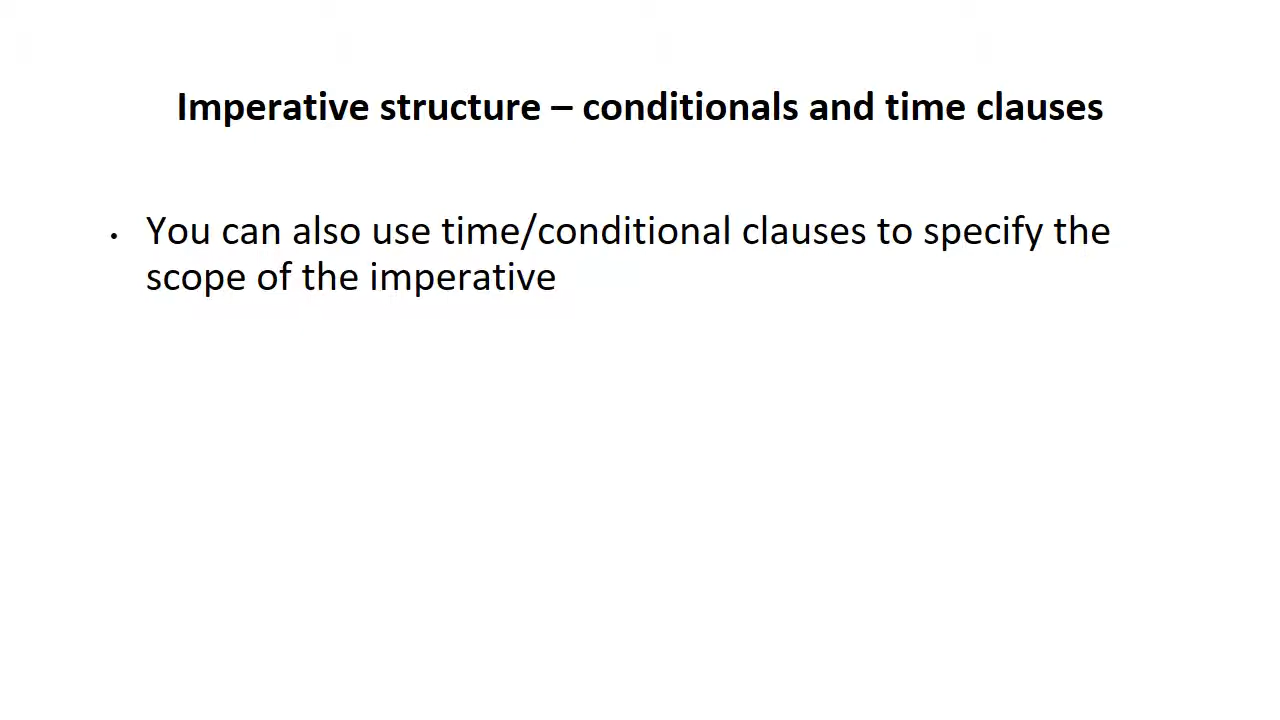 Imperative structure – conditionals and time clauses
• You can also use time/conditional clauses to specify the
scope of the imperative